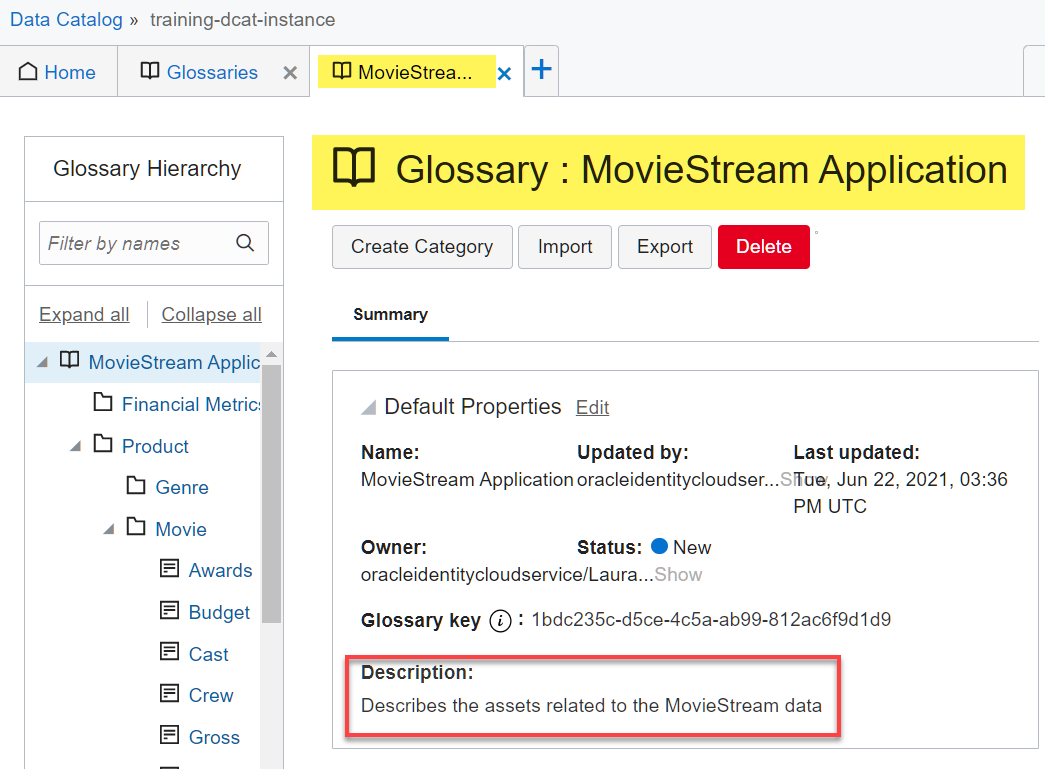 Data Catalog » training-dcat-instance
Home
Glossaries
MovieStrea...
Glossary Hierarchy
Filter by names
Expand all
Collapse all
MovieStream Applic
Financial Metrics
Product
Genre
Movie
Awards
Budget
Cast
Crew
Gross
Glossary : MovieStream Application
Create Category
Import
Export
Delete
Summary
Default Properties Edit
Name:
MovieStream Application
Updated by:
oracleidentitycloudser...Show
Last updated:
Tue, Jun 22, 2021, 03:36
PM UTC
Owner:
oracleidentitycloudservice/Laura...Show
Status: New
Glossary key i : 1bdc235c-d5ce-4c5a-ab99-812ac6f9d1d9
Description:
Describes the assets related to the MovieStream data